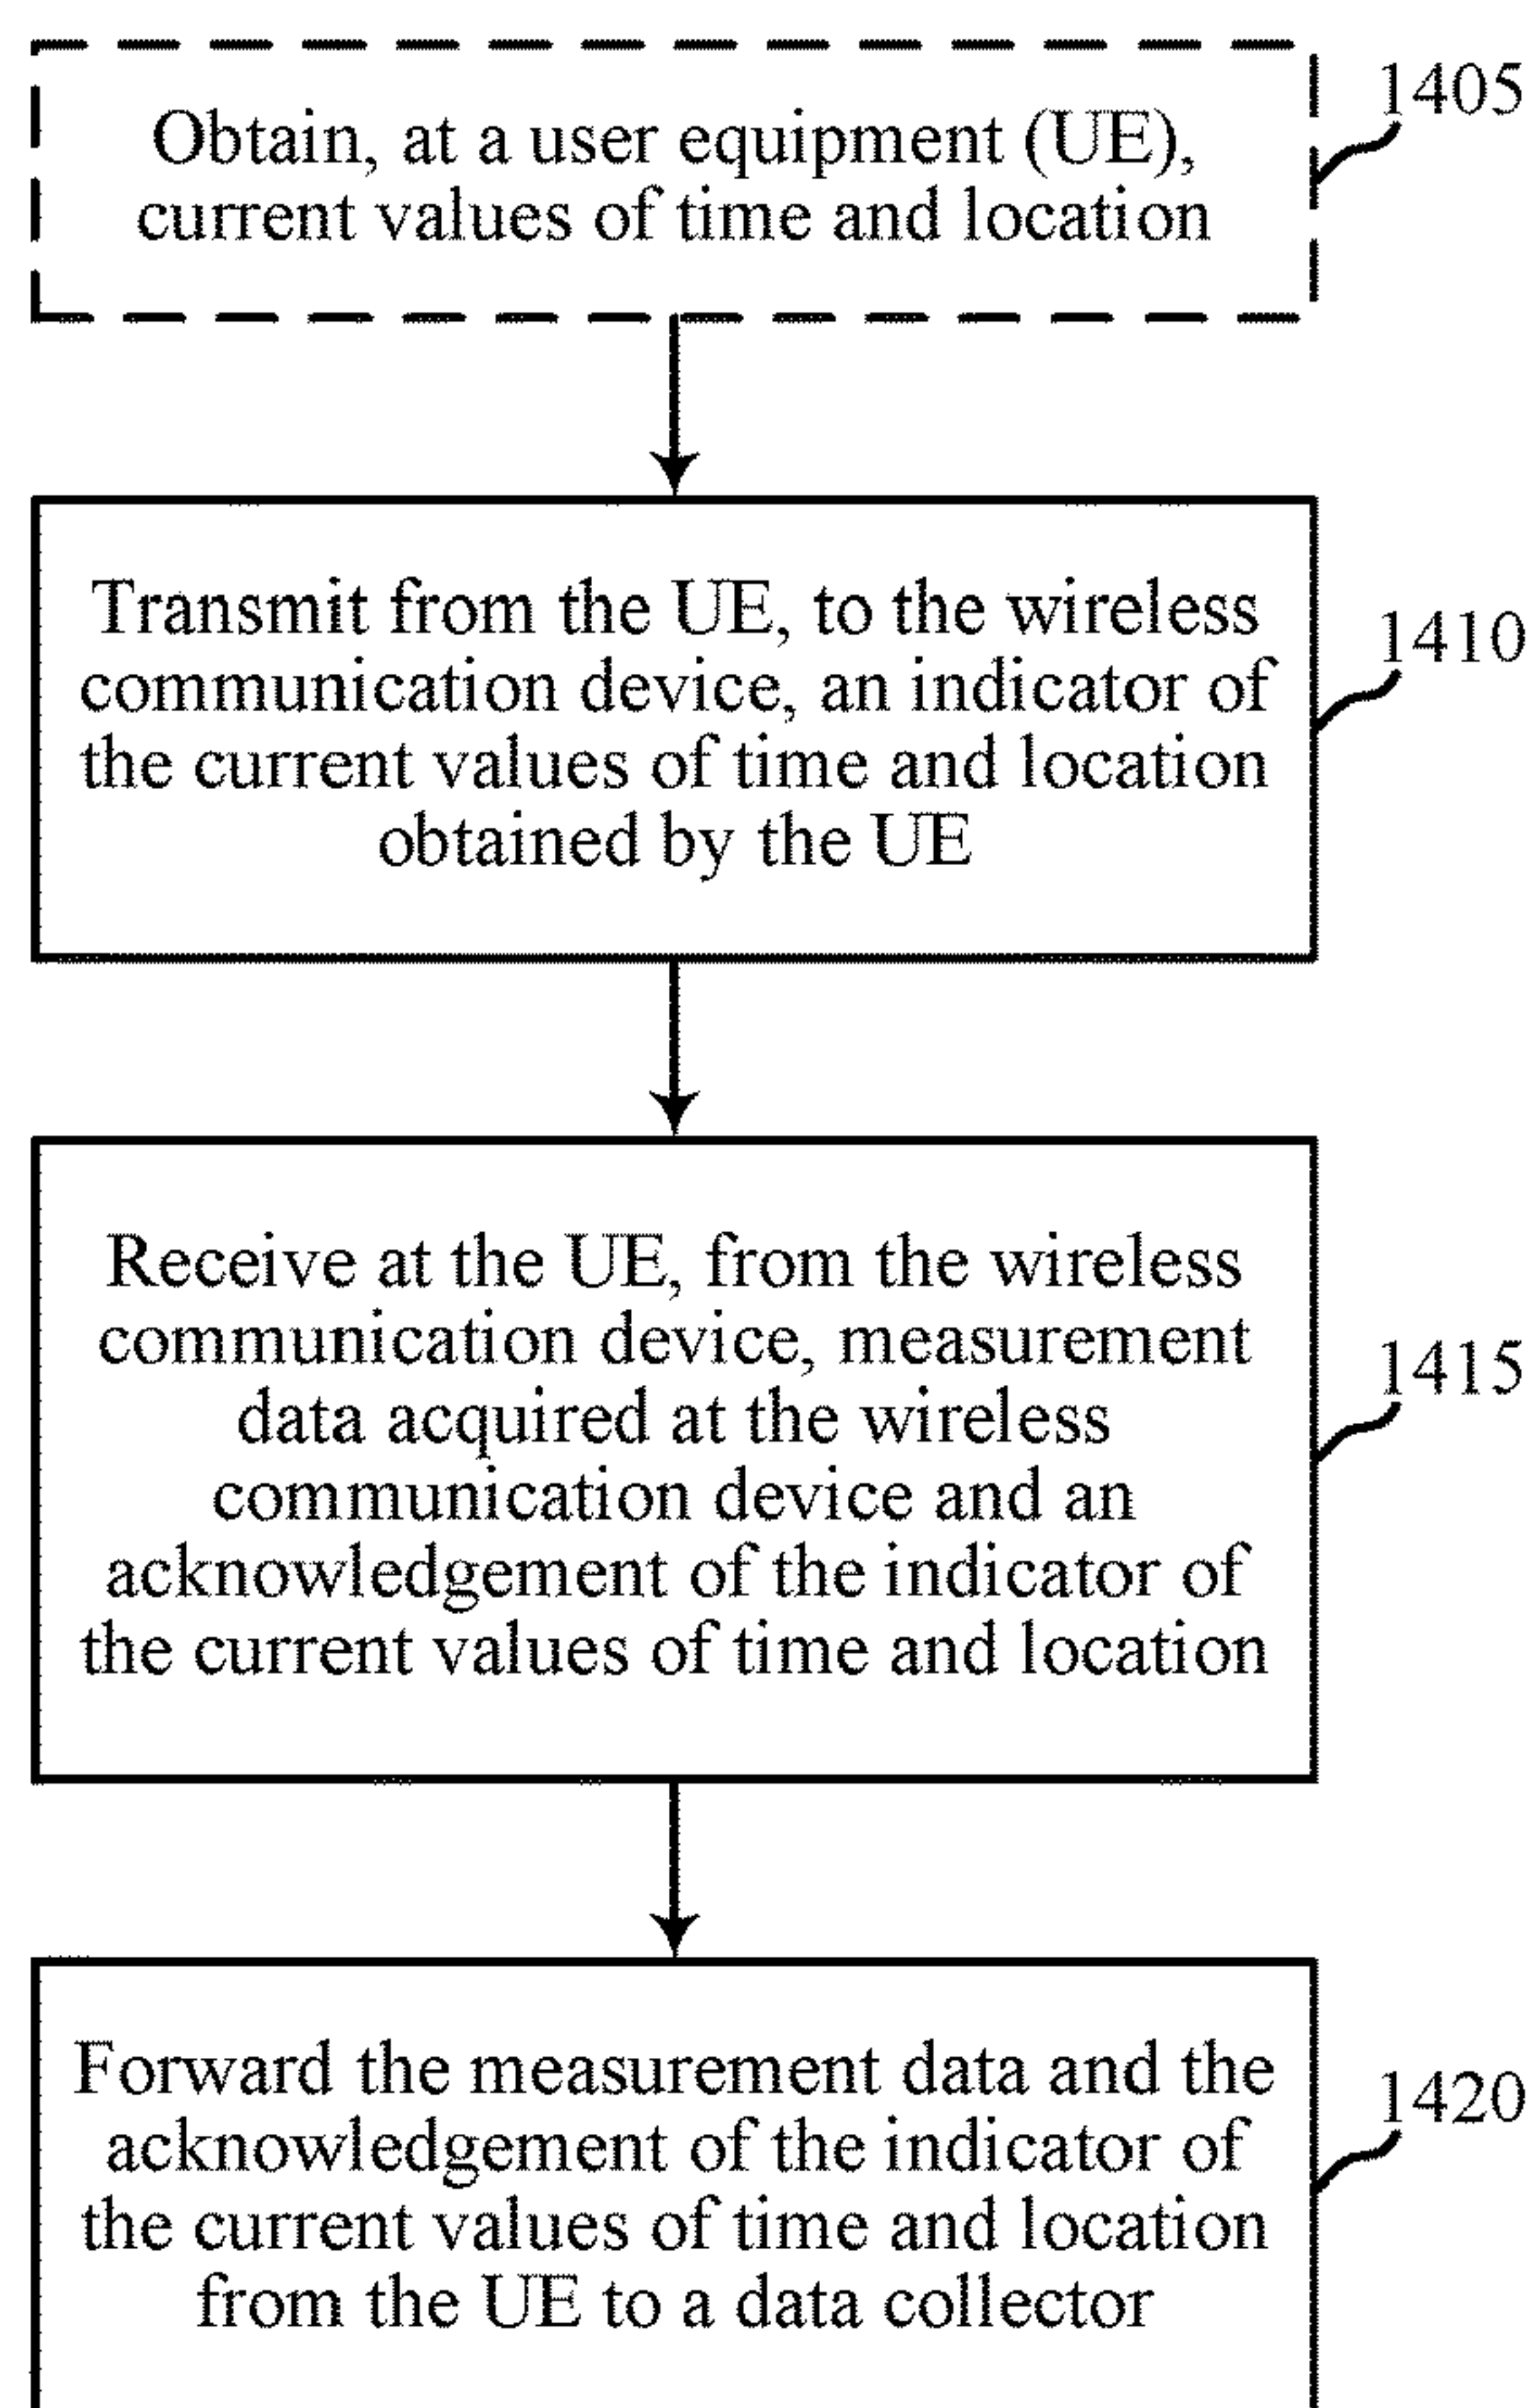 Obtain, at a user equipment (UE),
current values of time and location
1405
Transmit from the UE, to the wireless
communication device, an indicator of
the current values of time and location
obtained by the UE
1410
Receive at the UE, from the wireless
communication device, measurement
data acquired at the wireless
communication device and an
acknowledgement of the indicator of
the current values of time and location
1415
Forward the measurement data and the
acknowledgement of the indicator of
the current values of time and location
from the UE to a data collector
1420